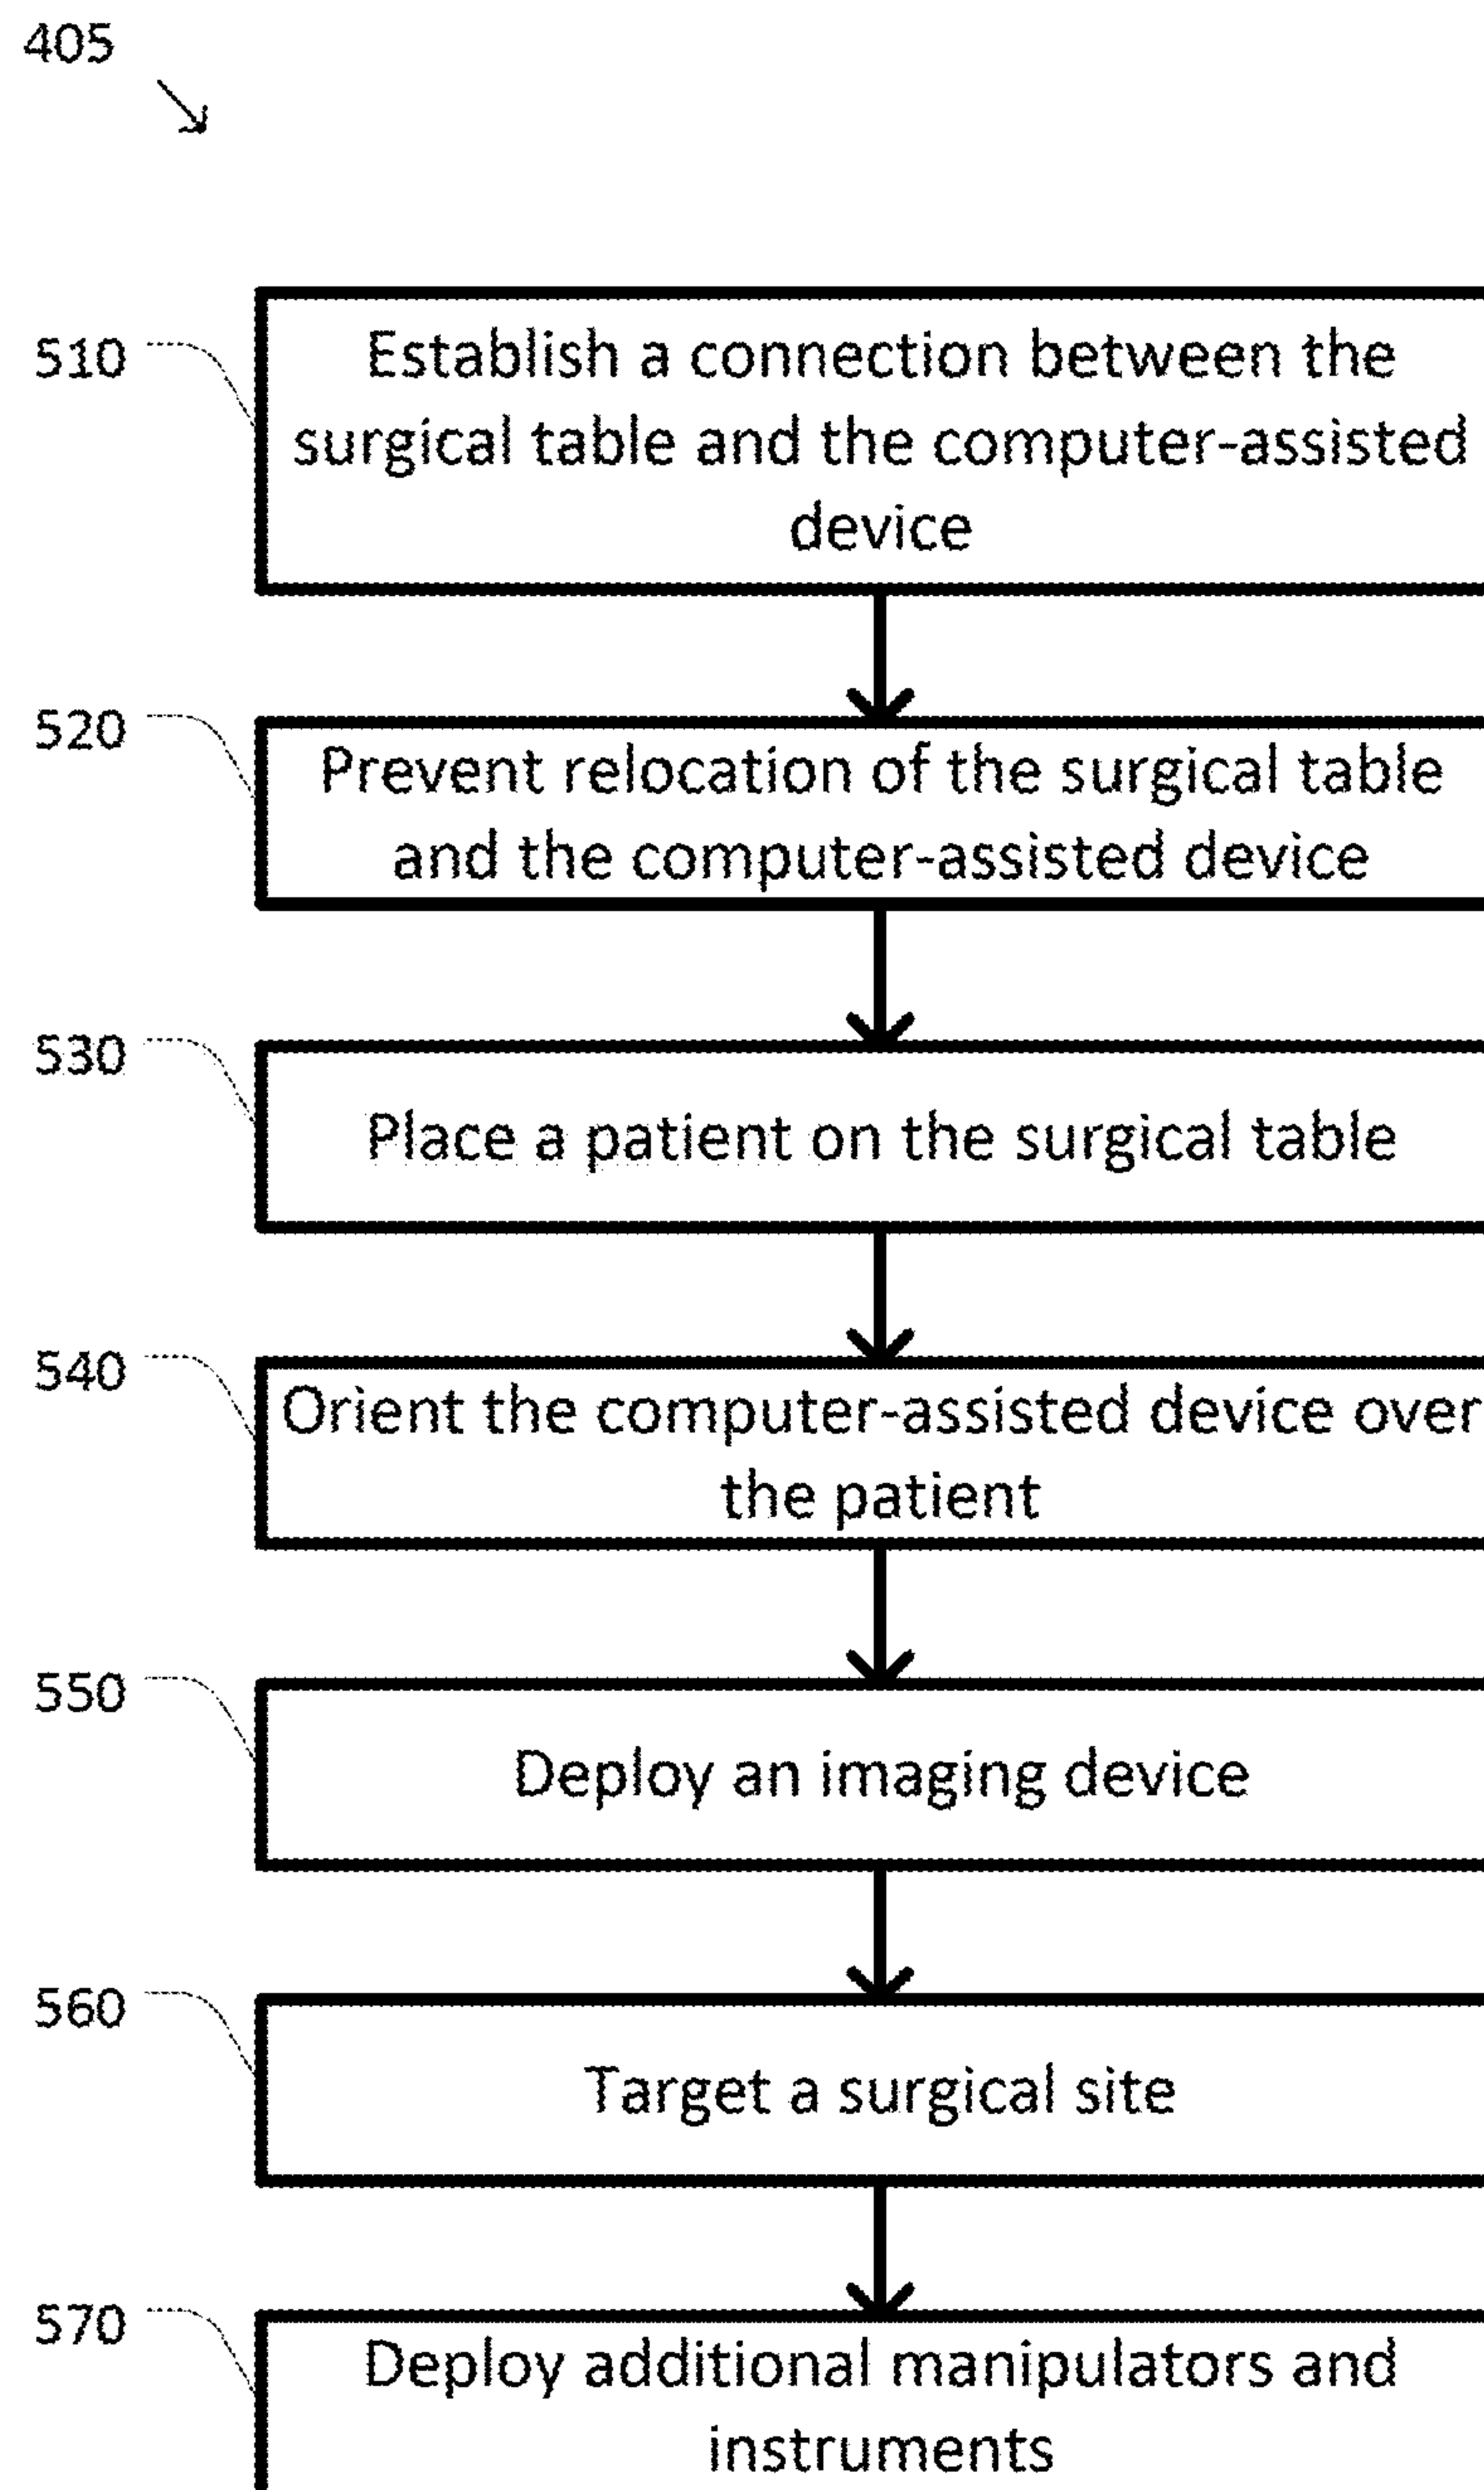 405
510
Establish a connection between the
surgical table and the computer-assisted
device
520
Prevent relocation of the surgical table
and the computer-assisted device
530
Place a patient on the surgical table
540
Orient the computer-assisted device over
the patient
550
Deploy an imaging device
560
Target a surgical site
570
Deploy additional manipulators and
instruments